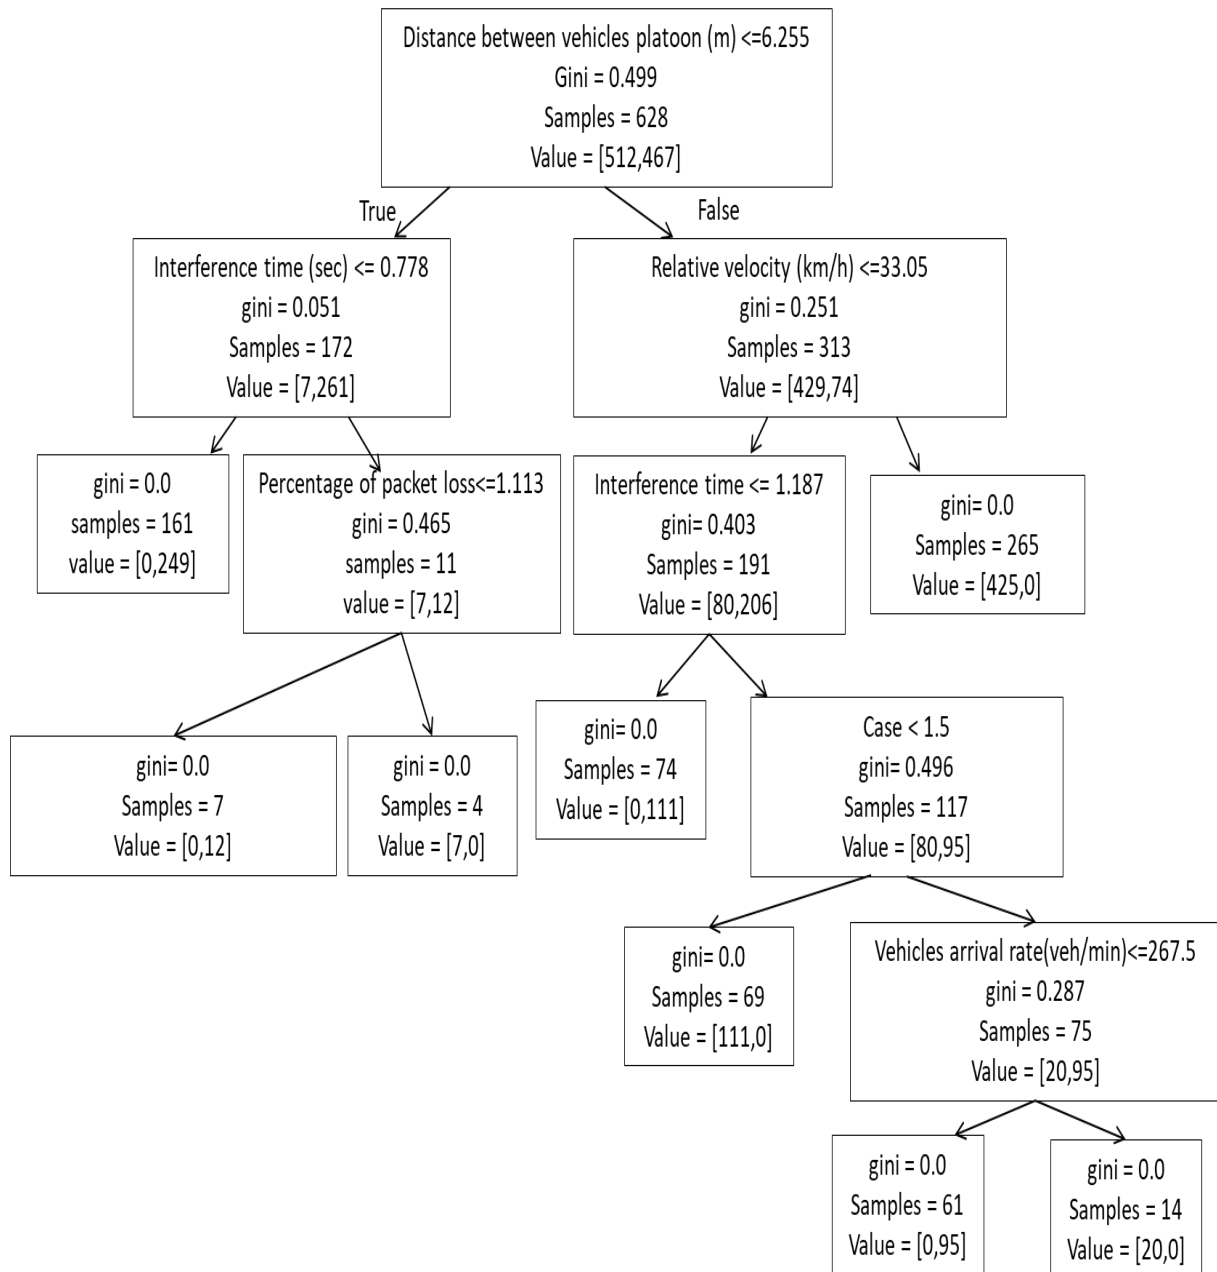 Distance between vehicles platoon (m) <=6.255
Gini = 0.499
Samples = 628
Value = [512,467]
True
False
Interference time (sec) <= 0.778
gini = 0.051
Samples = 172
Value = [7,261]
Relative velocity (km/h) <=33.05
gini = 0.251
Samples = 313
Value = [429,74]
gini = 0.0
samples = 161
value = [0,249]
Percentage of packet loss<=1.113
gini = 0.465
samples = 11
value = [7,12]
Interference time <= 1.187
gini= 0.403
Samples = 191
Value = [80,206]
gini= 0.0
Samples = 265
Value = [425,0]
gini= 0.0
Samples = 7
Value = [0,12]
gini = 0.0
Samples = 4
Value = [7,0]
gini= 0.0
Samples = 74
Value = [0,111]
Case < 1.5
gini= 0.496
Samples = 117
Value = [80,95]
gini= 0.0
Samples = 69
Value = [111,0]
Vehicles arrival rate(veh/min)<=267.5
gini = 0.287
Samples = 75
Value = [20,95]
gini = 0.0
Samples = 61
Value = [0,95]
gini = 0.0
Samples = 14
Value = [20,0]